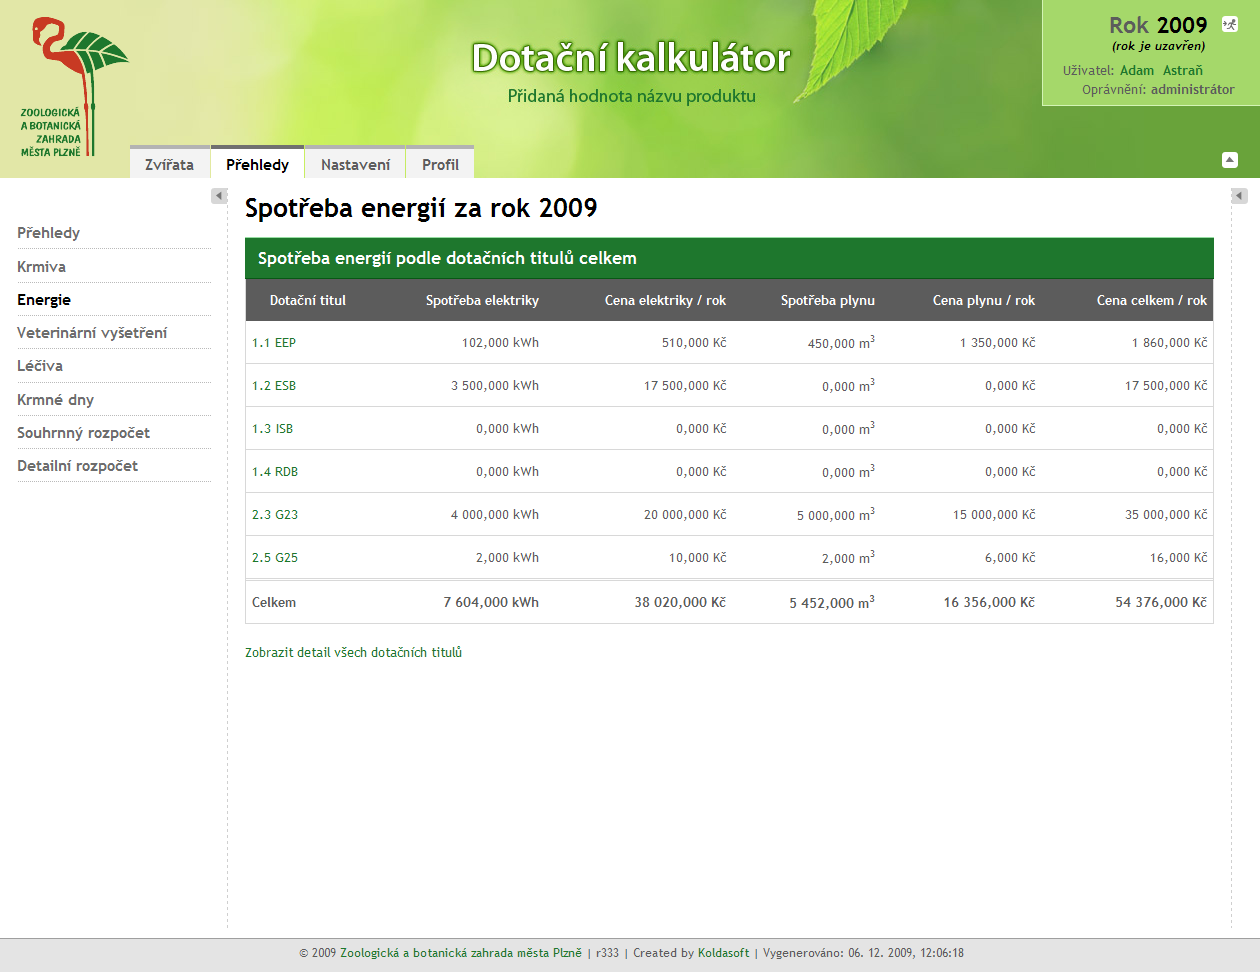 ZOOLOGICKÁ
A BOTANICKÁ
ZAHRADA
MĚSTA PLZNĚ
Dotační kalkulátor
Přidaná hodnota názvu produktu
Rok 2009
(rok je uzavřen)
Uživatel: Adam Astraň
Oprávnění: administrátor
Zvířata Přehledy Nastavení Profil
Přehledy
Krmiva
Energie
Veterinární vyšetření
Léčiva
Krmné dny
Souhrnný rozpočet
Detailní rozpočet
Spotřeba energií za rok 2009
Spotřeba energií podle dotačních titulů celkem
Dotační titul Spotřeba elektriky Cena elektriky / rok Spotřeba plynu Cena plynu / rok Cena celkem / rok
1.1 EEP 102,000 kWh 510,000 Kč 450,000 m³ 1 350,000 Kč 1 860,000 Kč
1.2 ESB 3 500,000 kWh 17 500,000 Kč 0,000 m³ 0,000 Kč 17 500,000 Kč
1.3 ISB 0,000 kWh 0,000 Kč 0,000 m³ 0,000 Kč 0,000 Kč
1.4 RDB 0,000 kWh 0,000 Kč 0,000 m³ 0,000 Kč 0,000 Kč
2.3 G23 4 000,000 kWh 20 000,000 Kč 5 000,000 m³ 15 000,000 Kč 35 000,000 Kč
2.5 G25 2,000 kWh 10,000 Kč 2,000 m³ 6,000 Kč 16,000 Kč
Celkem 7 604,000 kWh 38 020,000 Kč 5 452,000 m³ 16 356,000 Kč 54 376,000 Kč
Zobrazit detail všech dotačních titulů
© 2009 Zoologická a botanická zahrada města Plzně | r333 | Created by Koldasoft | Vygenerováno: 06. 12. 2009, 12:06:18